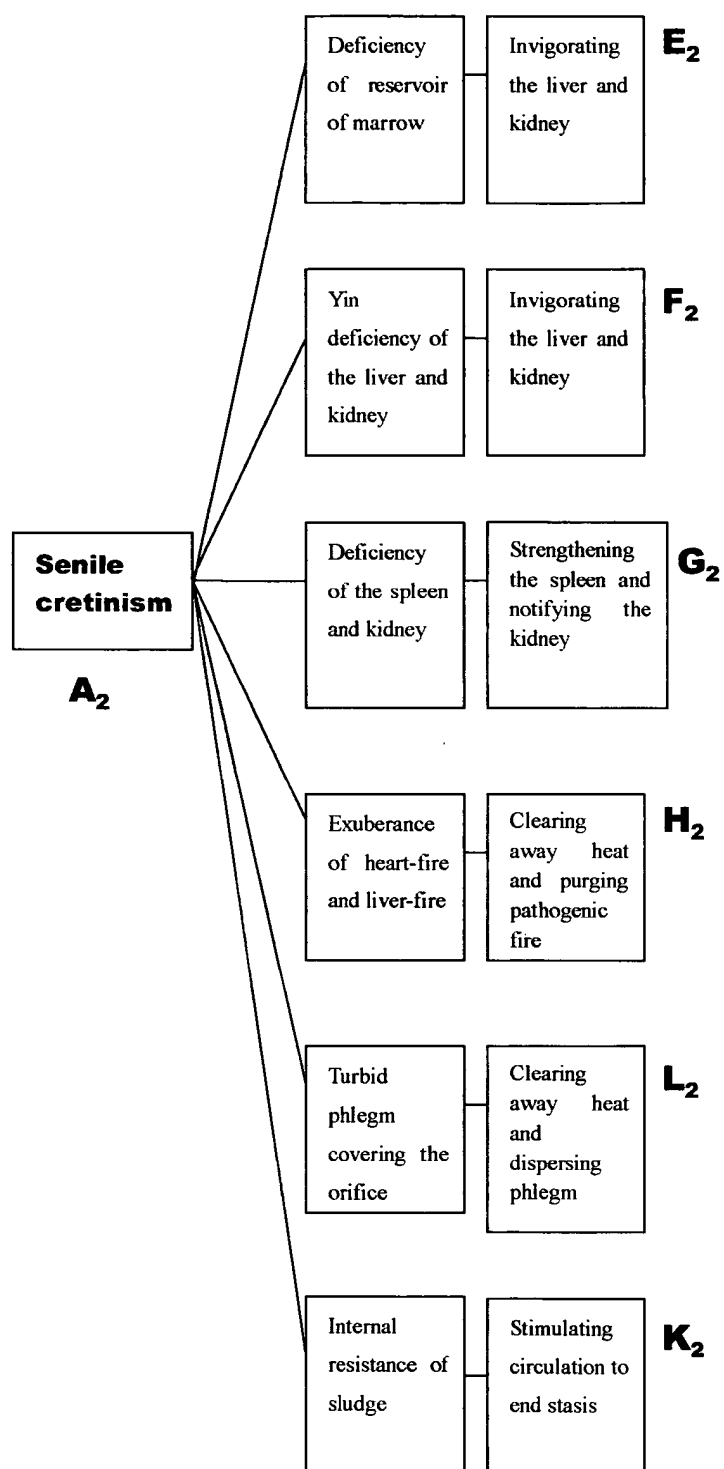 Deficiency
of reservoir
of marrow
Invigorating
the liver and
kidney
E₂
Yin
deficiency of
the liver and
kidney
Invigorating
the liver and
kidney
F₂
Senile
cretinism
A₂
Deficiency
of the spleen
and kidney
Strengthening
the spleen and
notifying the
kidney
G₂
Exuberance
of heart-fire
and liver-fire
Clearing
away heat
and purging
pathogenic
fire
H₂
Turbid
phlegm
covering the
orifice
Clearing
away heat
and
dispersing
phlegm
L₂
Internal
resistance of
sludge
Stimulating
circulation to
end stasis
K₂